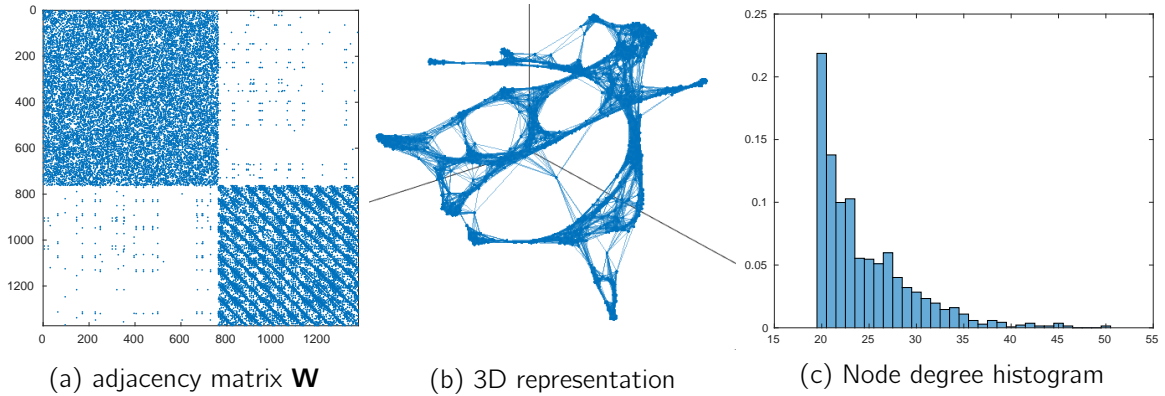 0
200
400
600
800
1000
1200
0 200 400 600 800 1000 1200
(a) adjacency matrix W
(b) 3D representation
0.25
0.2
0.15
0.1
0.05
0
15 20 25 30 35 40 45 50 55
(c) Node degree histogram